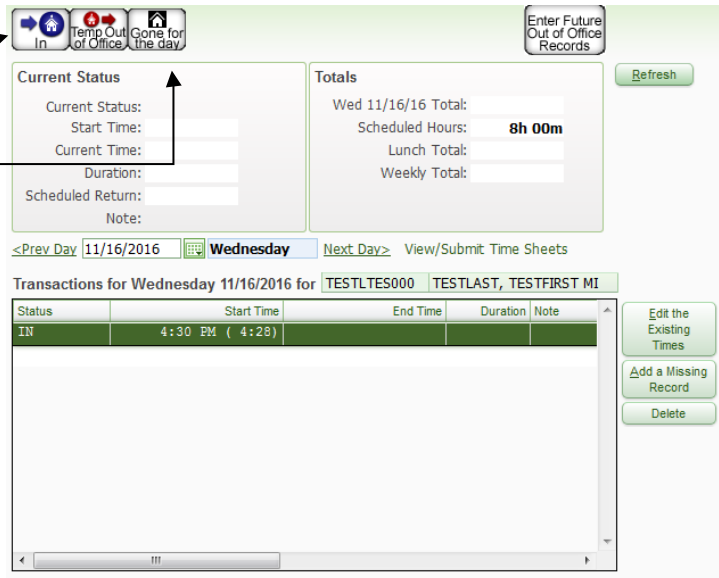 In
Temp Out
of Office
Gone for
the day
Enter Future
Out of Office
Records
Current Status
Current Status:
Start Time:
Current Time:
Duration:
Scheduled Return:
Note:
Totals
Wed 11/16/16 Total:
Scheduled Hours: 8h 00m
Lunch Total:
Weekly Total:
Refresh
<Prev Day 11/16/2016 Wednesday Next Day> View/Submit Time Sheets
Transactions for Wednesday 11/16/2016 for TESTLTES000 TESTLAST, TESTFIRST MI
Status Start Time End Time Duration Note
IN 4:30 PM ( 4:28)
Edit the
Existing
Times
Add a Missing
Record
Delete